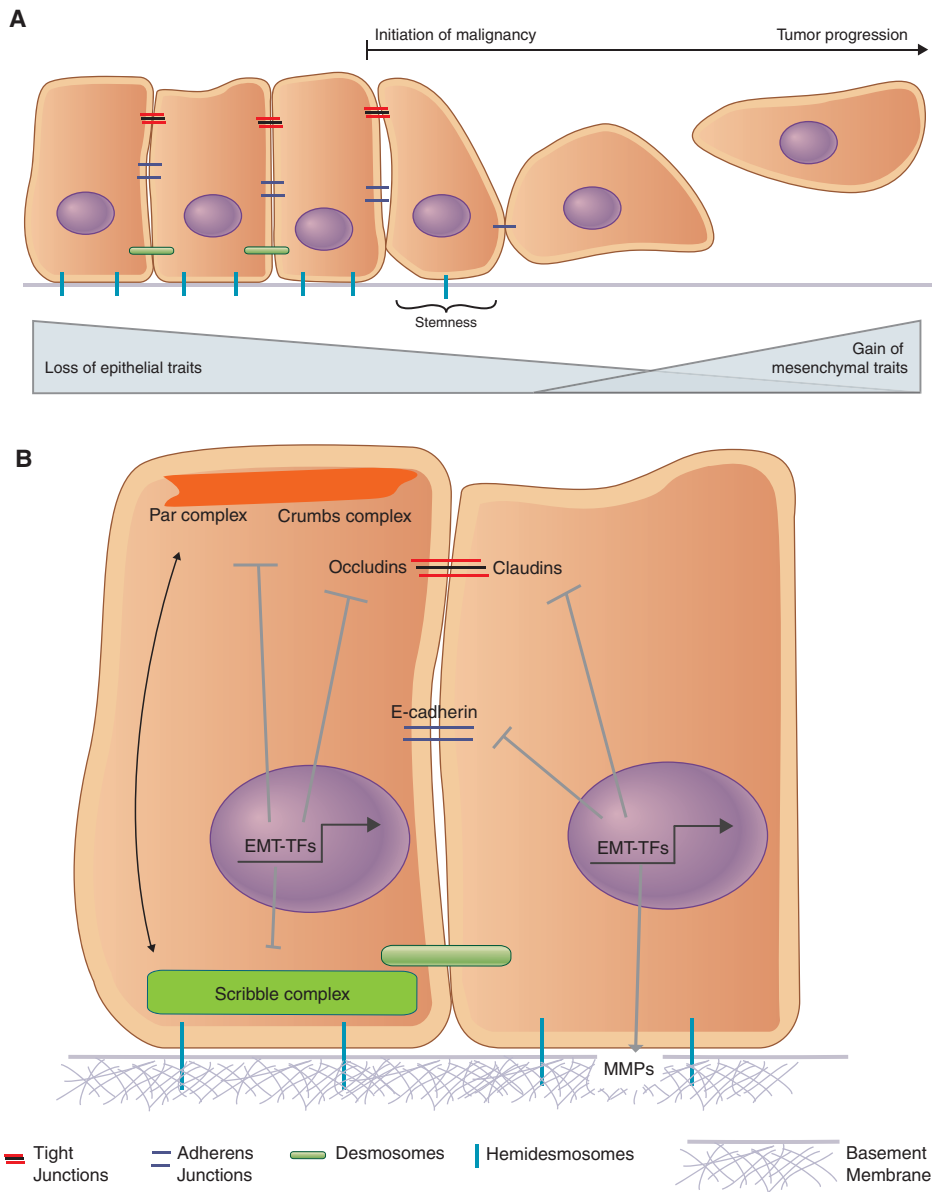 A
Initiation of malignancy
Tumor progression
Stemness
Loss of epithelial traits
Gain of
mesenchymal traits
B
Par complex
Crumbs complex
Occludins
Claudins
E-cadherin
EMT-TFs
EMT-TFs
Scribble complex
MMPs
Tight
Junctions
Adherens
Junctions
Desmosomes
Hemidesmosomes
Basement
Membrane